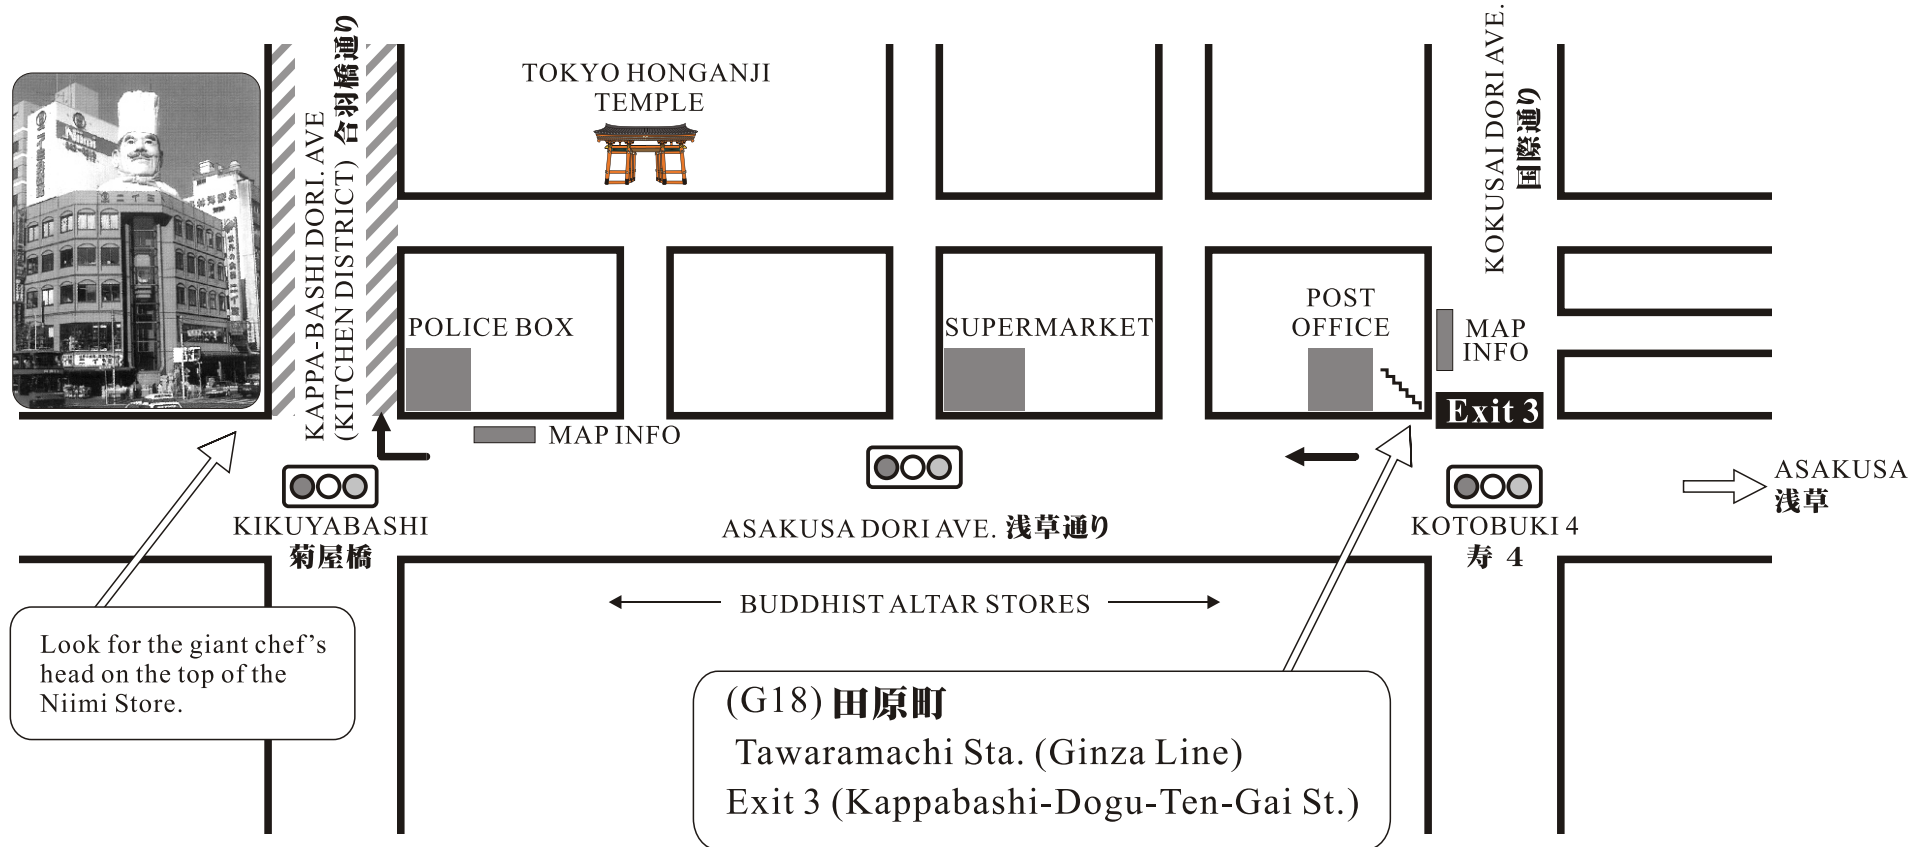 合羽橋通り
KAPPA-BASHI DORI. AVE
(KITCHEN DISTRICT)
TOKYO HONGANJI
TEMPLE
KOKUSAI DORI AVE.
国際通り
Niimi
POLICE BOX
SUPERMARKET
POST
OFFICE
MAP
INFO
Exit 3
MAP INFO
KIKUYABASHI
菊屋橋
ASAKUSA DORI AVE. 浅草通り
KOTOBUKI 4
寿 4
ASAKUSA
浅草
BUDDHIST ALTAR STORES
Look for the giant chef's
head on the top of the
Niimi Store.
(G18) 田原町
Tawaramachi Sta. (Ginza Line)
Exit 3 (Kappabashi-Dogu-Ten-Gai St.)